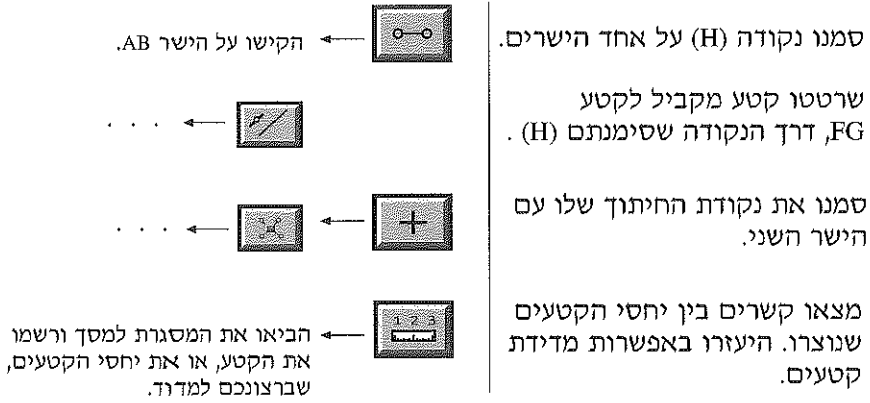 סמנו נקודה (H) על אחד הישרים.
הקישו על הישר AB.
שרטטו קטע מקביל לקטע
FG, דרך הנקודה שסימנתם (H) .
. . .
סמנו את נקודת החיתוך שלו עם
הישר השני.
. . .
מצאו קשרים בין יחסי הקטעים
שנוצרו. היעזרו באפשרות מדידת
קטעים.
1 2 3
הביאו את המסגרת למסך ורשמו
את הקטע, או את יחסי הקטעים,
שברצונכם למדוד.